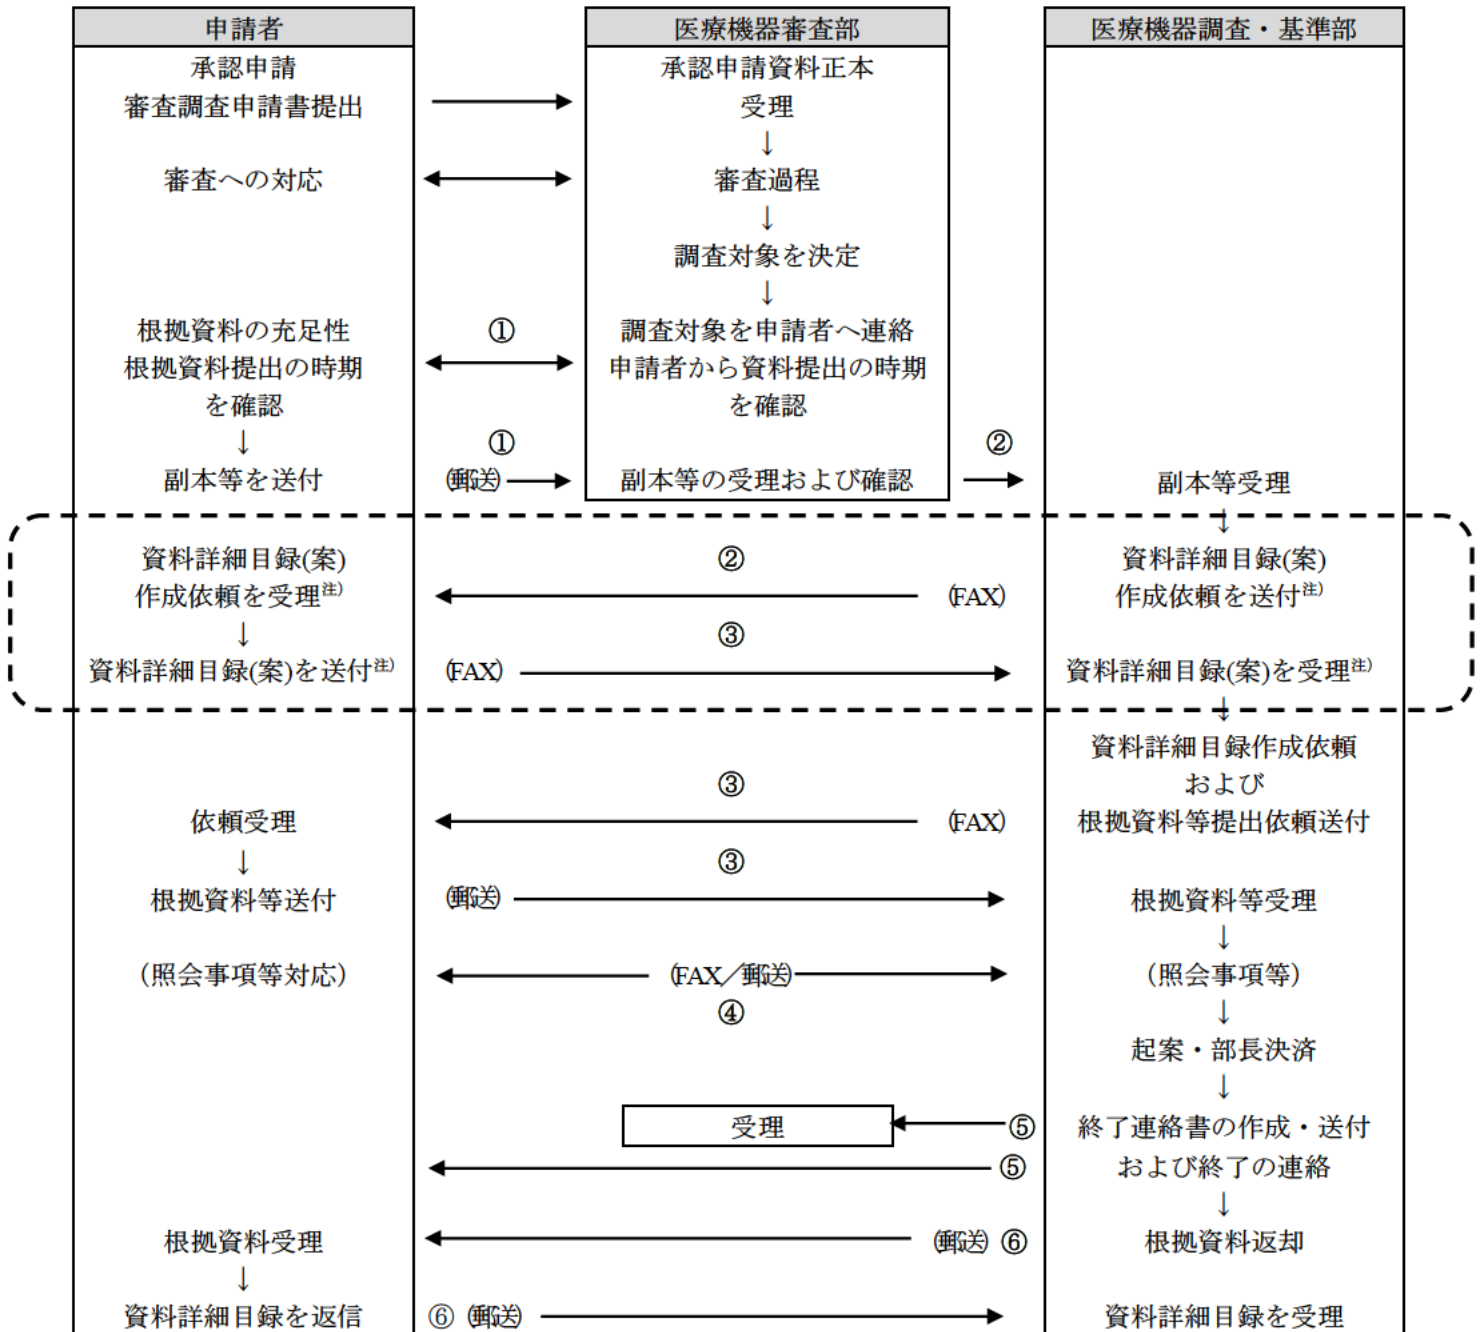 申請者 医療機器審査部 医療機器調査・基準部
承認申請 承認申請資料正本
審査調査申請書提出 → 受理
↓
審査への対応 ↔ 審査過程
↓
調査対象を決定
↓
根拠資料の充足性 ① 調査対象を申請者へ連絡
根拠資料提出の時期 ↔ 申請者から資料提出の時期
を確認 を確認
↓ ① ②
副本等を送付 (郵送) → 副本等の受理および確認 → 副本等受理
↓
資料詳細目録(案) ② 資料詳細目録(案)
作成依頼を受理注) ← (FAX) 作成依頼を送付注)
↓ ③
資料詳細目録(案)を送付注) (FAX) → 資料詳細目録(案)を受理注)
↓
資料詳細目録作成依頼
③ および
依頼受理 ← (FAX) 根拠資料等提出依頼送付
↓ ③
根拠資料等送付 (郵送) → 根拠資料等受理
↓
(照会事項等対応) ← (FAX/郵送) → (照会事項等)
④ ↓
起案・部長決済
↓
受理 ← ⑤ 終了連絡書の作成・送付
← ⑤ および終了の連絡
↓
根拠資料受理 ← (郵送) ⑥ 根拠資料返却
↓
資料詳細目録を返信 ⑥ (郵送) → 資料詳細目録を受理